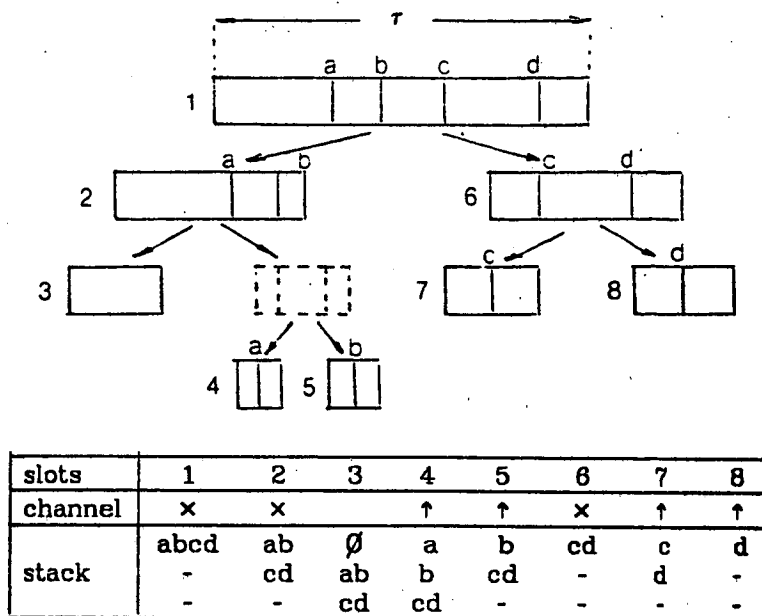 τ
a b c d
1
a b c d
2 6
c d
3 7 8
a b
4 5
slots 1 2 3 4 5 6 7 8
channel × × ↑ ↑ × ↑ ↑
abcd ab Ø a b cd c d
stack - cd ab b cd - d -
- - cd cd - - - -